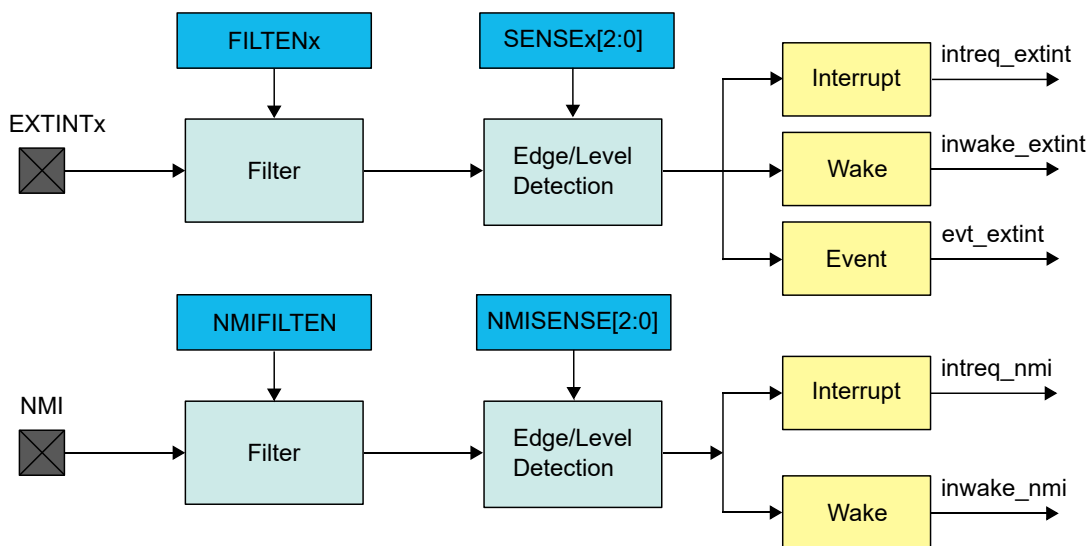 FILTENx
SENSEx[2:0]
EXTINTx
Filter
Edge/Level
Detection
Interrupt
intreq_extint
Wake
inwake_extint
Event
evt_extint
NMIFILTEN
NMISENSE[2:0]
NMI
Filter
Edge/Level
Detection
Interrupt
intreq_nmi
Wake
inwake_nmi